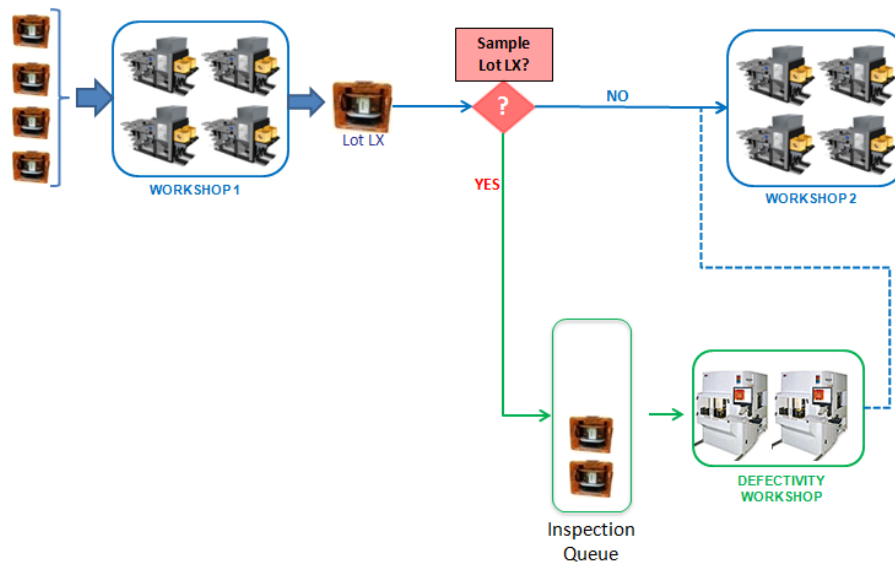 Sample
Lot LX?
?
NO
Lot LX
WORKSHOP 1
YES
WORKSHOP 2
DEFECTIVITY
WORKSHOP
Inspection
Queue